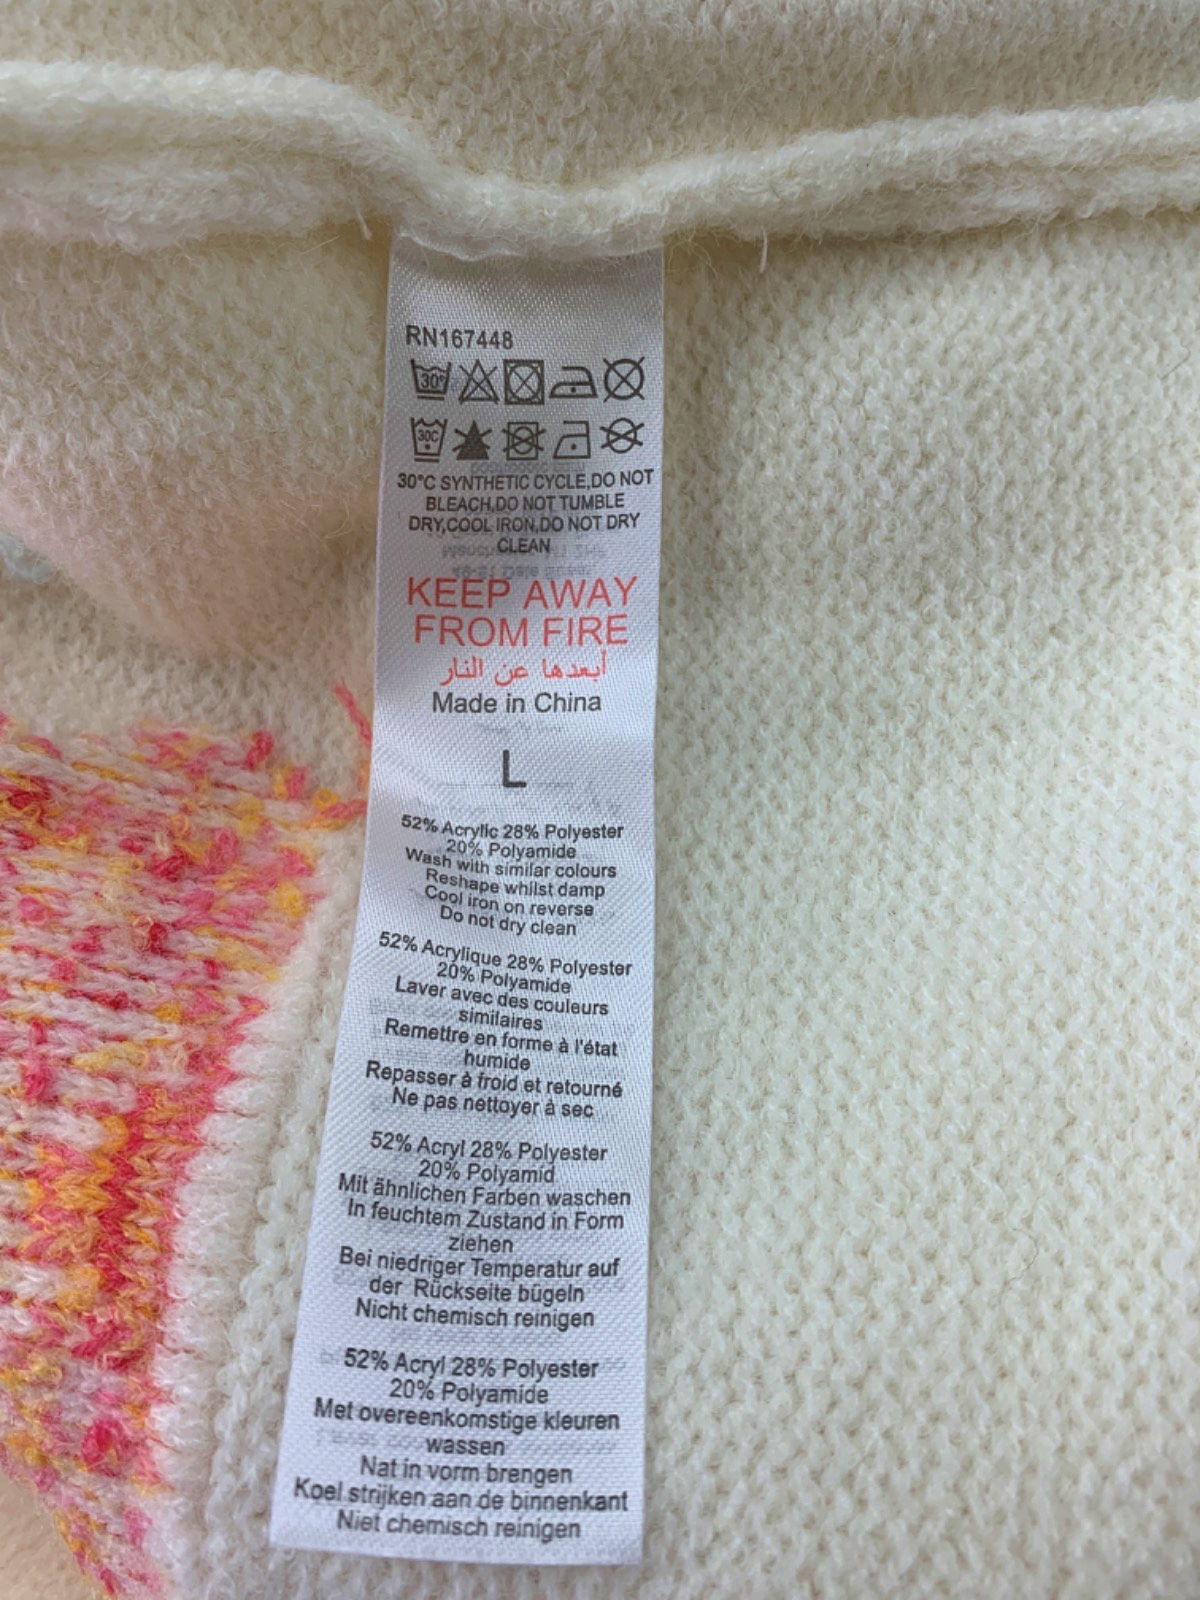 RN167448
30°
30C
30°C SYNTHETIC CYCLE,DO NOT
BLEACH,DO NOT TUMBLE
DRY,COOL IRON,DO NOT DRY
CLEAN
KEEP AWAY
FROM FIRE
أبعدها عن النار
Made in China
L
52% Acrylic 28% Polyester
20% Polyamide
Wash with similar colours
Reshape whilst damp
Cool iron on reverse
Do not dry clean
52% Acrylique 28% Polyester
20% Polyamide
Laver avec des couleurs
similaires
Remettre en forme à l'état
humide
Repasser à froid et retourné
Ne pas nettoyer à sec
52% Acryl 28% Polyester
20% Polyamid
Mit ähnlichen Farben waschen
In feuchtem Zustand in Form
ziehen
Bei niedriger Temperatur auf
der Rückseite bügeln
Nicht chemisch reinigen
52% Acryl 28% Polyester
20% Polyamide
Met overeenkomstige kleuren
wassen
Nat in vorm brengen
Koel strijken aan de binnenkant
Niet chemisch reinigen